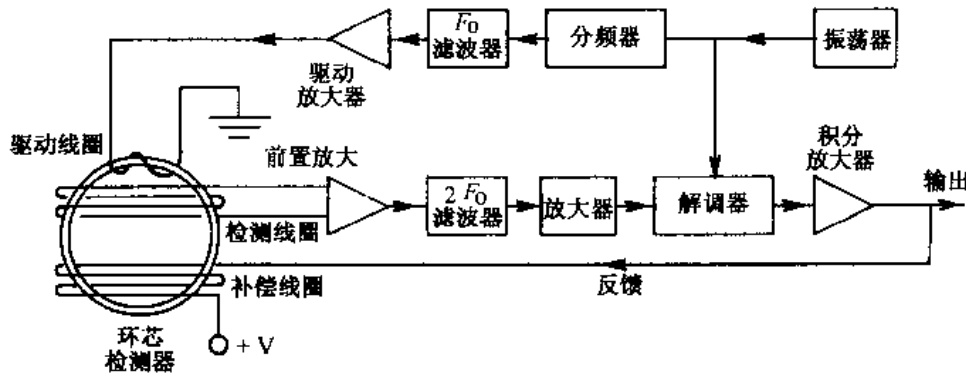 F₀
滤波器
分频器
振荡器
驱动
放大器
驱动线圈
前置放大
积分
放大器
2 F₀
滤波器
放大器
解调器
输出
检测线圈
补偿线圈
反馈
环芯
检测器
+ V